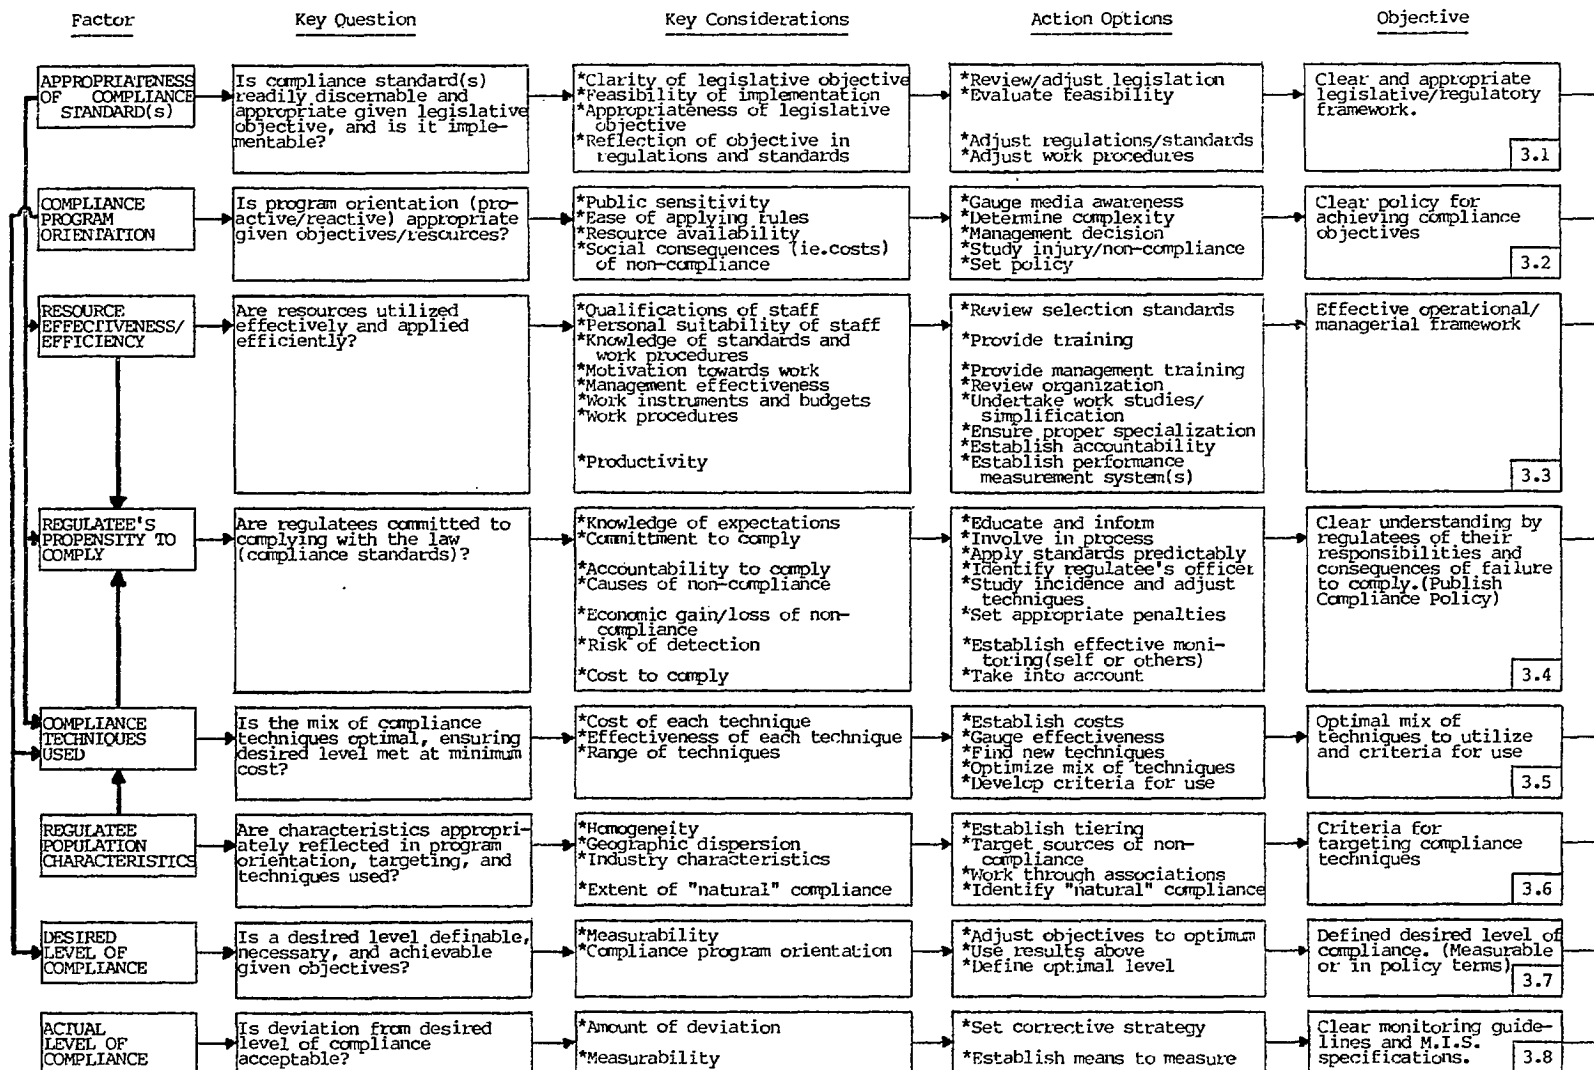 Factor
Key Question
Key Considerations
Action Options
Objective
APPROPRIATENESS
OF COMPLIANCE
STANDARD(s)
Is compliance standard(s)
readily discernable and
appropriate given legislative
objective, and is it imple-
mentable?
*Clarity of legislative objective
*Feasibility of implementation
*Appropriateness of legislative
objective
*Reflection of objective in
regulations and standards
*Review/adjust legislation
*Evaluate feasibility
*Adjust regulations/standards
*Adjust work procedures
Clear and appropriate
legislative/regulatory
framework.
3.1
COMPLIANCE
PROGRAM
ORIENTATION
Is program orientation (pro-
active/reactive) appropriate
given objectives/resources?
*Public sensitivity
*Ease of applying rules
*Resource availability
*Social consequences (ie.costs)
of non-compliance
*Gauge media awareness
*Determine complexity
*Management decision
*Study injury/non-compliance
*Set policy
Clear policy for
achieving compliance
objectives
3.2
RESOURCE
EFFECTIVENESS/
EFFICIENCY
Are resources utilized
effectively and applied
efficiently?
*Qualifications of staff
*Personal suitability of staff
*Knowledge of standards and
work procedures
*Motivation towards work
*Management effectiveness
*Work instruments and budgets
*Work procedures
*Productivity
*Review selection standards
*Provide training
*Provide management training
*Review organization
*Undertake work studies/
simplification
*Ensure proper specialization
*Establish accountability
*Establish performance
measurement system(s)
Effective operational/
managerial framework
3.3
REGULATEE'S
PROPENSITY TO
COMPLY
Are regulatees committed to
complying with the law
(compliance standards)?
*Knowledge of expectations
*Committment to comply
*Accountability to comply
*Causes of non-compliance
*Economic gain/loss of non-
compliance
*Risk of detection
*Cost to comply
*Educate and inform
*Involve in process
*Apply standards predictably
*Identify regulatee's officer
*Study incidence and adjust
techniques
*Set appropriate penalties
*Establish effective moni-
toring(self or others)
*Take into account
Clear understanding by
regulatees of their
responsibilities and
consequences of failure
to comply.(Publish
Compliance Policy)
3.4
COMPLIANCE
TECHNIQUES
USED
Is the mix of compliance
techniques optimal, ensuring
desired level met at minimum
cost?
*Cost of each technique
*Effectiveness of each technique
*Range of techniques
*Establish costs
*Gauge effectiveness
*Find new techniques
*Optimize mix of techniques
*Develop criteria for use
Optimal mix of
techniques to utilize
and criteria for use
3.5
REGULATEE
POPULATION
CHARACTERISTICS
Are characteristics appropri-
ately reflected in program
orientation, targeting, and
techniques used?
*Homogeneity
*Geographic dispersion
*Industry characteristics
*Extent of "natural" compliance
*Establish tiering
*Target sources of non-
compliance
*Work through associations
*Identify "natural" compliance
Criteria for
targeting compliance
techniques
3.6
DESIRED
LEVEL OF
COMPLIANCE
Is a desired level definable,
necessary, and achievable
given objectives?
*Measurability
*Compliance program orientation
*Adjust objectives to optimum
*Use results above
*Define optimal level
Defined desired level of
compliance. (Measurable
or in policy terms)
3.7
ACTUAL
LEVEL OF
COMPLIANCE
Is deviation from desired
level of compliance
acceptable?
*Amount of deviation
*Measurability
*Set corrective strategy
*Establish means to measure
Clear monitoring guide-
lines and M.I.S.
specifications.
3.8